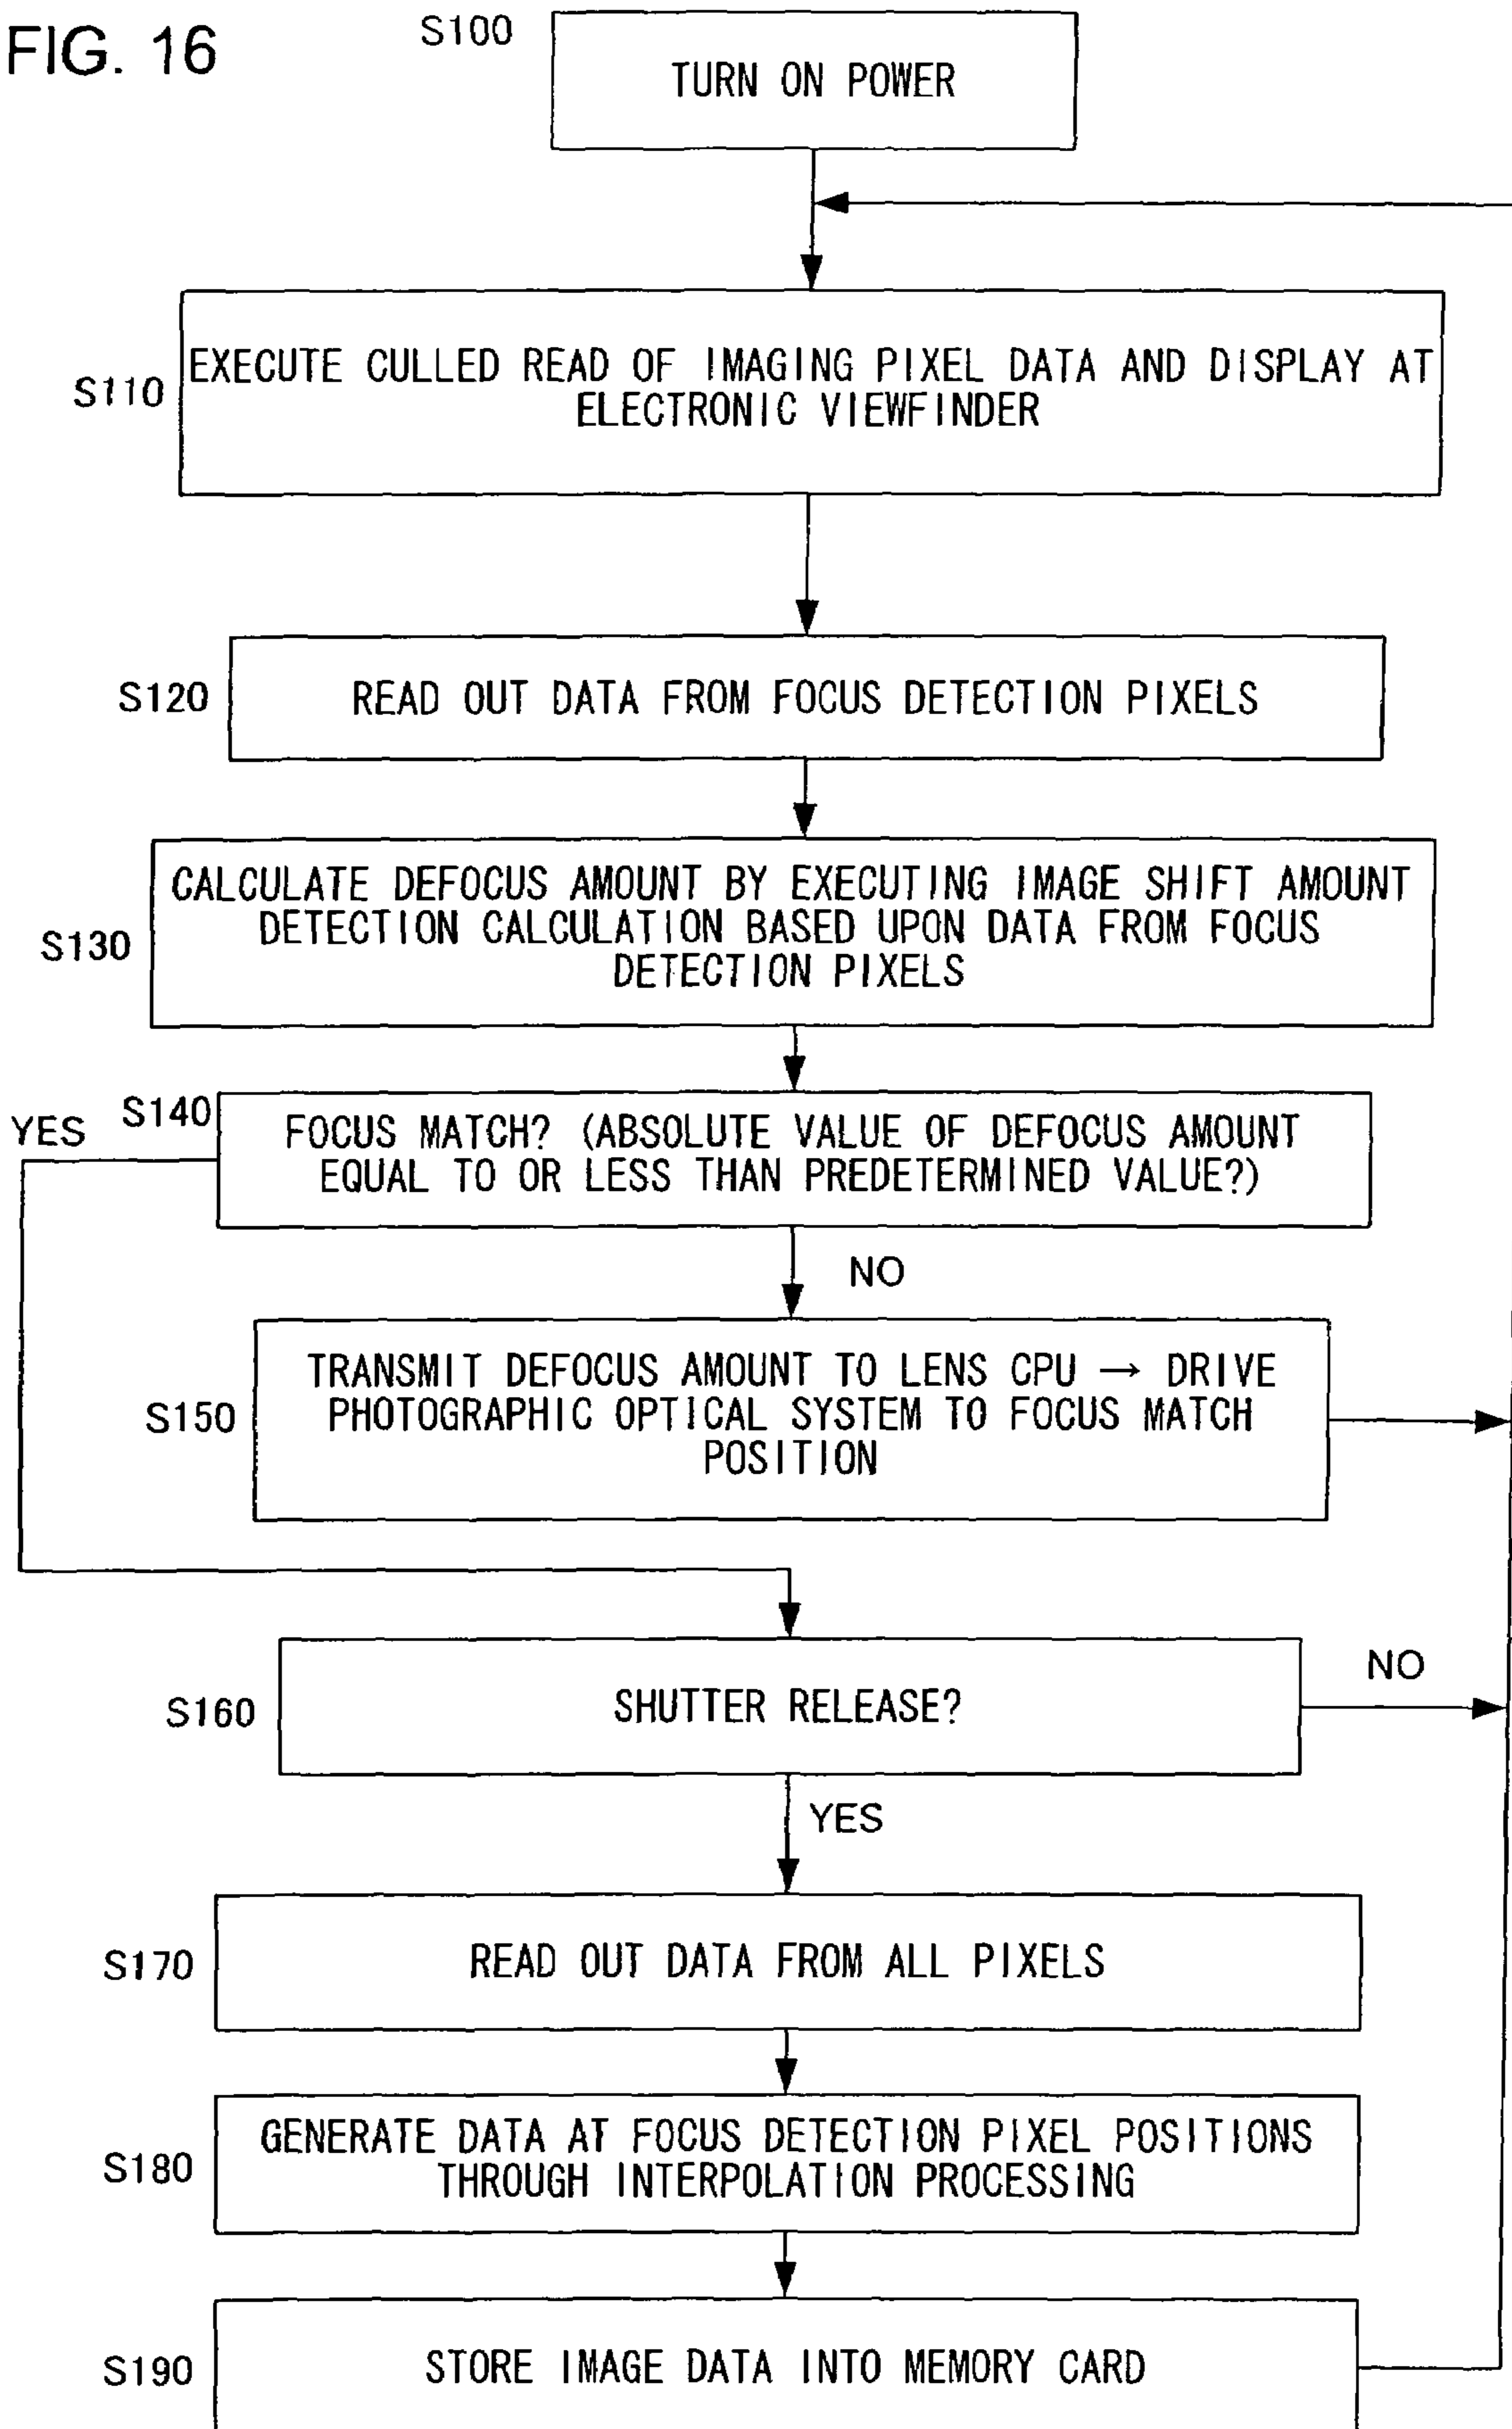 FIG. 16
S100
TURN ON POWER
S110
EXECUTE CULLED READ OF IMAGING PIXEL DATA AND DISPLAY AT
ELECTRONIC VIEWFINDER
S120
READ OUT DATA FROM FOCUS DETECTION PIXELS
S130
CALCULATE DEFOCUS AMOUNT BY EXECUTING IMAGE SHIFT AMOUNT
DETECTION CALCULATION BASED UPON DATA FROM FOCUS
DETECTION PIXELS
YES
S140
FOCUS MATCH? (ABSOLUTE VALUE OF DEFOCUS AMOUNT
EQUAL TO OR LESS THAN PREDETERMINED VALUE?)
NO
S150
TRANSMIT DEFOCUS AMOUNT TO LENS CPU → DRIVE
PHOTOGRAPHIC OPTICAL SYSTEM TO FOCUS MATCH
POSITION
S160
SHUTTER RELEASE?
NO
YES
S170
READ OUT DATA FROM ALL PIXELS
S180
GENERATE DATA AT FOCUS DETECTION PIXEL POSITIONS
THROUGH INTERPOLATION PROCESSING
S190
STORE IMAGE DATA INTO MEMORY CARD